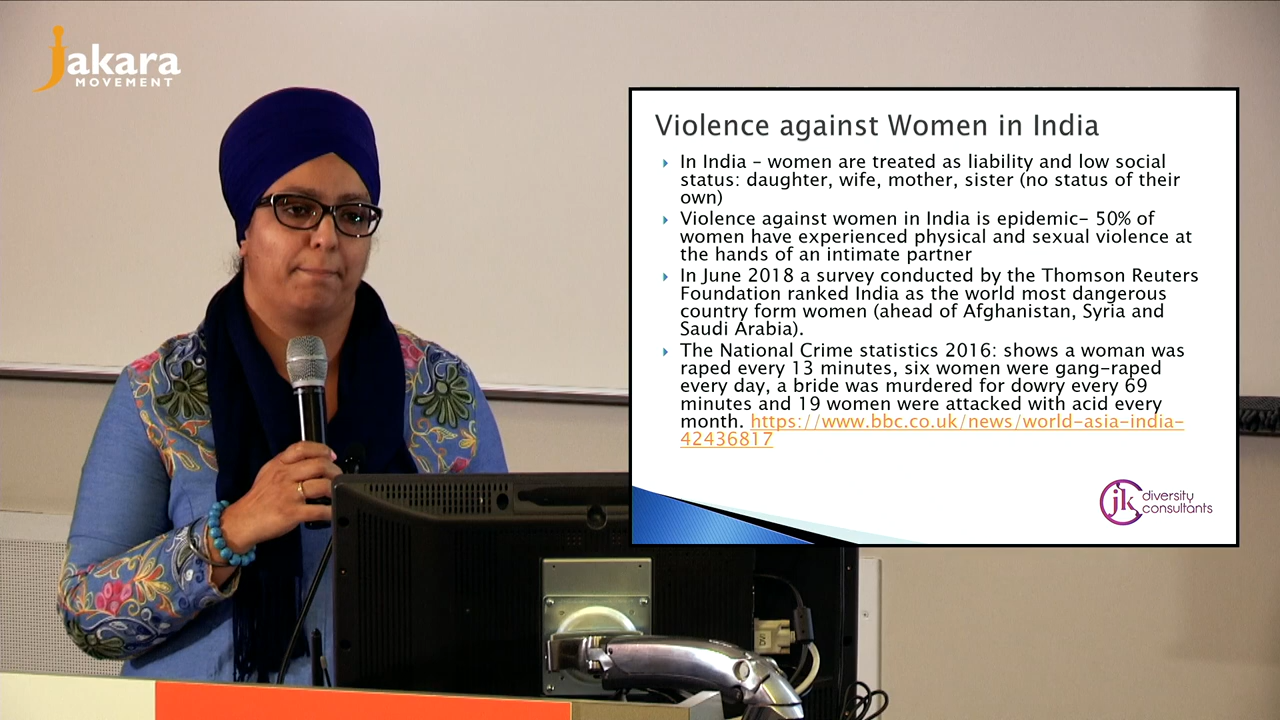 Jakara
MOVEMENT
Violence against Women in India
In India – women are treated as liability and low social
status: daughter, wife, mother, sister (no status of their
own)
Violence against women in India is epidemic– 50% of
women have experienced physical and sexual violence at
the hands of an intimate partner
In June 2018 a survey conducted by the Thomson Reuters
Foundation ranked India as the world most dangerous
country form women (ahead of Afghanistan, Syria and
Saudi Arabia).
The National Crime statistics 2016: shows a woman was
raped every 13 minutes, six women were gang-raped
every day, a bride was murdered for dowry every 69
minutes and 19 women were attacked with acid every
month. https://www.bbc.co.uk/news/world-asia-india-
42436817
jk diversity
consultants
DVI